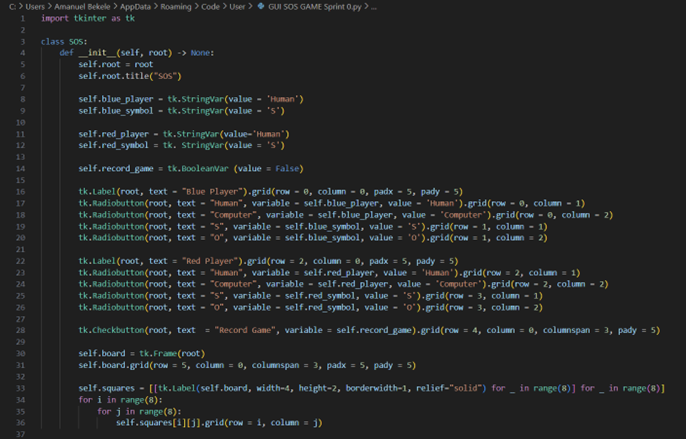 C: > Users > Amanuel Bekele > AppData > Roaming > Code > User > GUI SOS GAME Sprint 0.py > ...
1 import tkinter as tk
2
3 class SOS:
4     def __init__(self, root) -> None:
5         self.root = root
6         self.root.title("SOS")
7
8         self.blue_player = tk.StringVar(value = 'Human')
9         self.blue_symbol = tk.StringVar(value = 'S')
10
11         self.red_player = tk.StringVar(value='Human')
12         self.red_symbol = tk. StringVar(value = 'S')
13
14         self.record_game = tk.BooleanVar (value = False)
15
16         tk.Label(root, text = "Blue Player").grid(row = 0, column = 0, padx = 5, pady = 5)
17         tk.Radiobutton(root, text = "Human", variable = self.blue_player, value = 'Human').grid(row = 0, column = 1)
18         tk.Radiobutton(root, text = "Computer", variable = self.blue_player, value = 'Computer').grid(row = 0, column = 2)
19         tk.Radiobutton(root, text = "S", variable = self.blue_symbol, value = 'S').grid(row = 1, column = 1)
20         tk.Radiobutton(root, text = "O", variable = self.blue_symbol, value = 'O').grid(row = 1, column = 2)
21
22         tk.Label(root, text = "Red Player").grid(row = 2, column = 0, padx = 5, pady = 5)
23         tk.Radiobutton(root, text = "Human", variable = self.red_player, value = 'Human').grid(row = 2, column = 1)
24         tk.Radiobutton(root, text = "Computer", variable = self.red_player, value = 'Computer').grid(row = 2, column = 2)
25         tk.Radiobutton(root, text = "S", variable = self.red_symbol, value = 'S').grid(row = 3, column = 1)
26         tk.Radiobutton(root, text = "O", variable = self.red_symbol, value = 'O').grid(row = 3, column = 2)
27
28         tk.Checkbutton(root, text  = "Record Game", variable = self.record_game).grid(row = 4, column = 0, columnspan = 3, pady = 5)
29
30         self.board = tk.Frame(root)
31         self.board.grid(row = 5, column = 0, columnspan = 3, padx = 5, pady = 5)
32
33         self.squares = [[tk.Label(self.board, width=4, height=2, borderwidth=1, relief="solid") for _ in range(8)] for _ in range(8)]
34         for i in range(8):
35             for j in range(8):
36                 self.squares[i][j].grid(row = i, column = j)
37